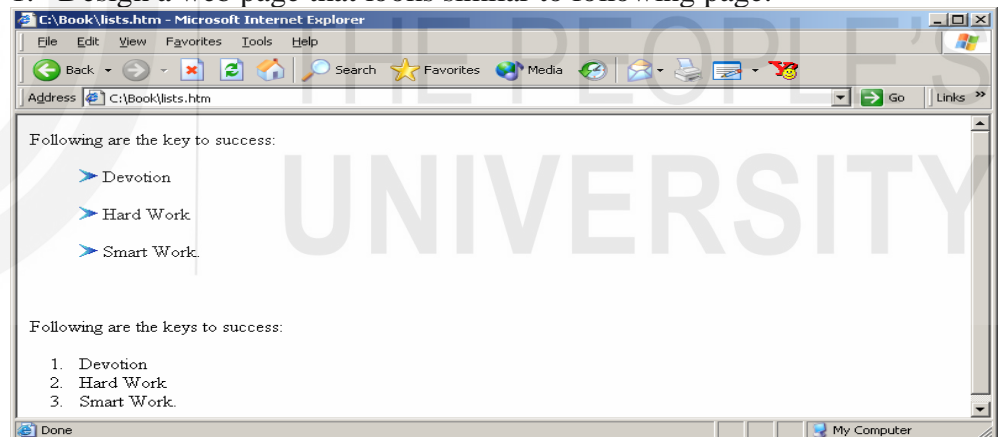 1. Design a web page that looks similar to following page.
C:\Book\lists.htm - Microsoft Internet Explorer
File Edit View Favorites Tools Help
Back Search Favorites Media
Address C:\Book\lists.htm Go Links »
THE PEOPLE'S
UNIVERSITY
Following are the key to success:
Devotion
Hard Work
Smart Work.
Following are the keys to success:
1. Devotion
2. Hard Work
3. Smart Work.
Done My Computer